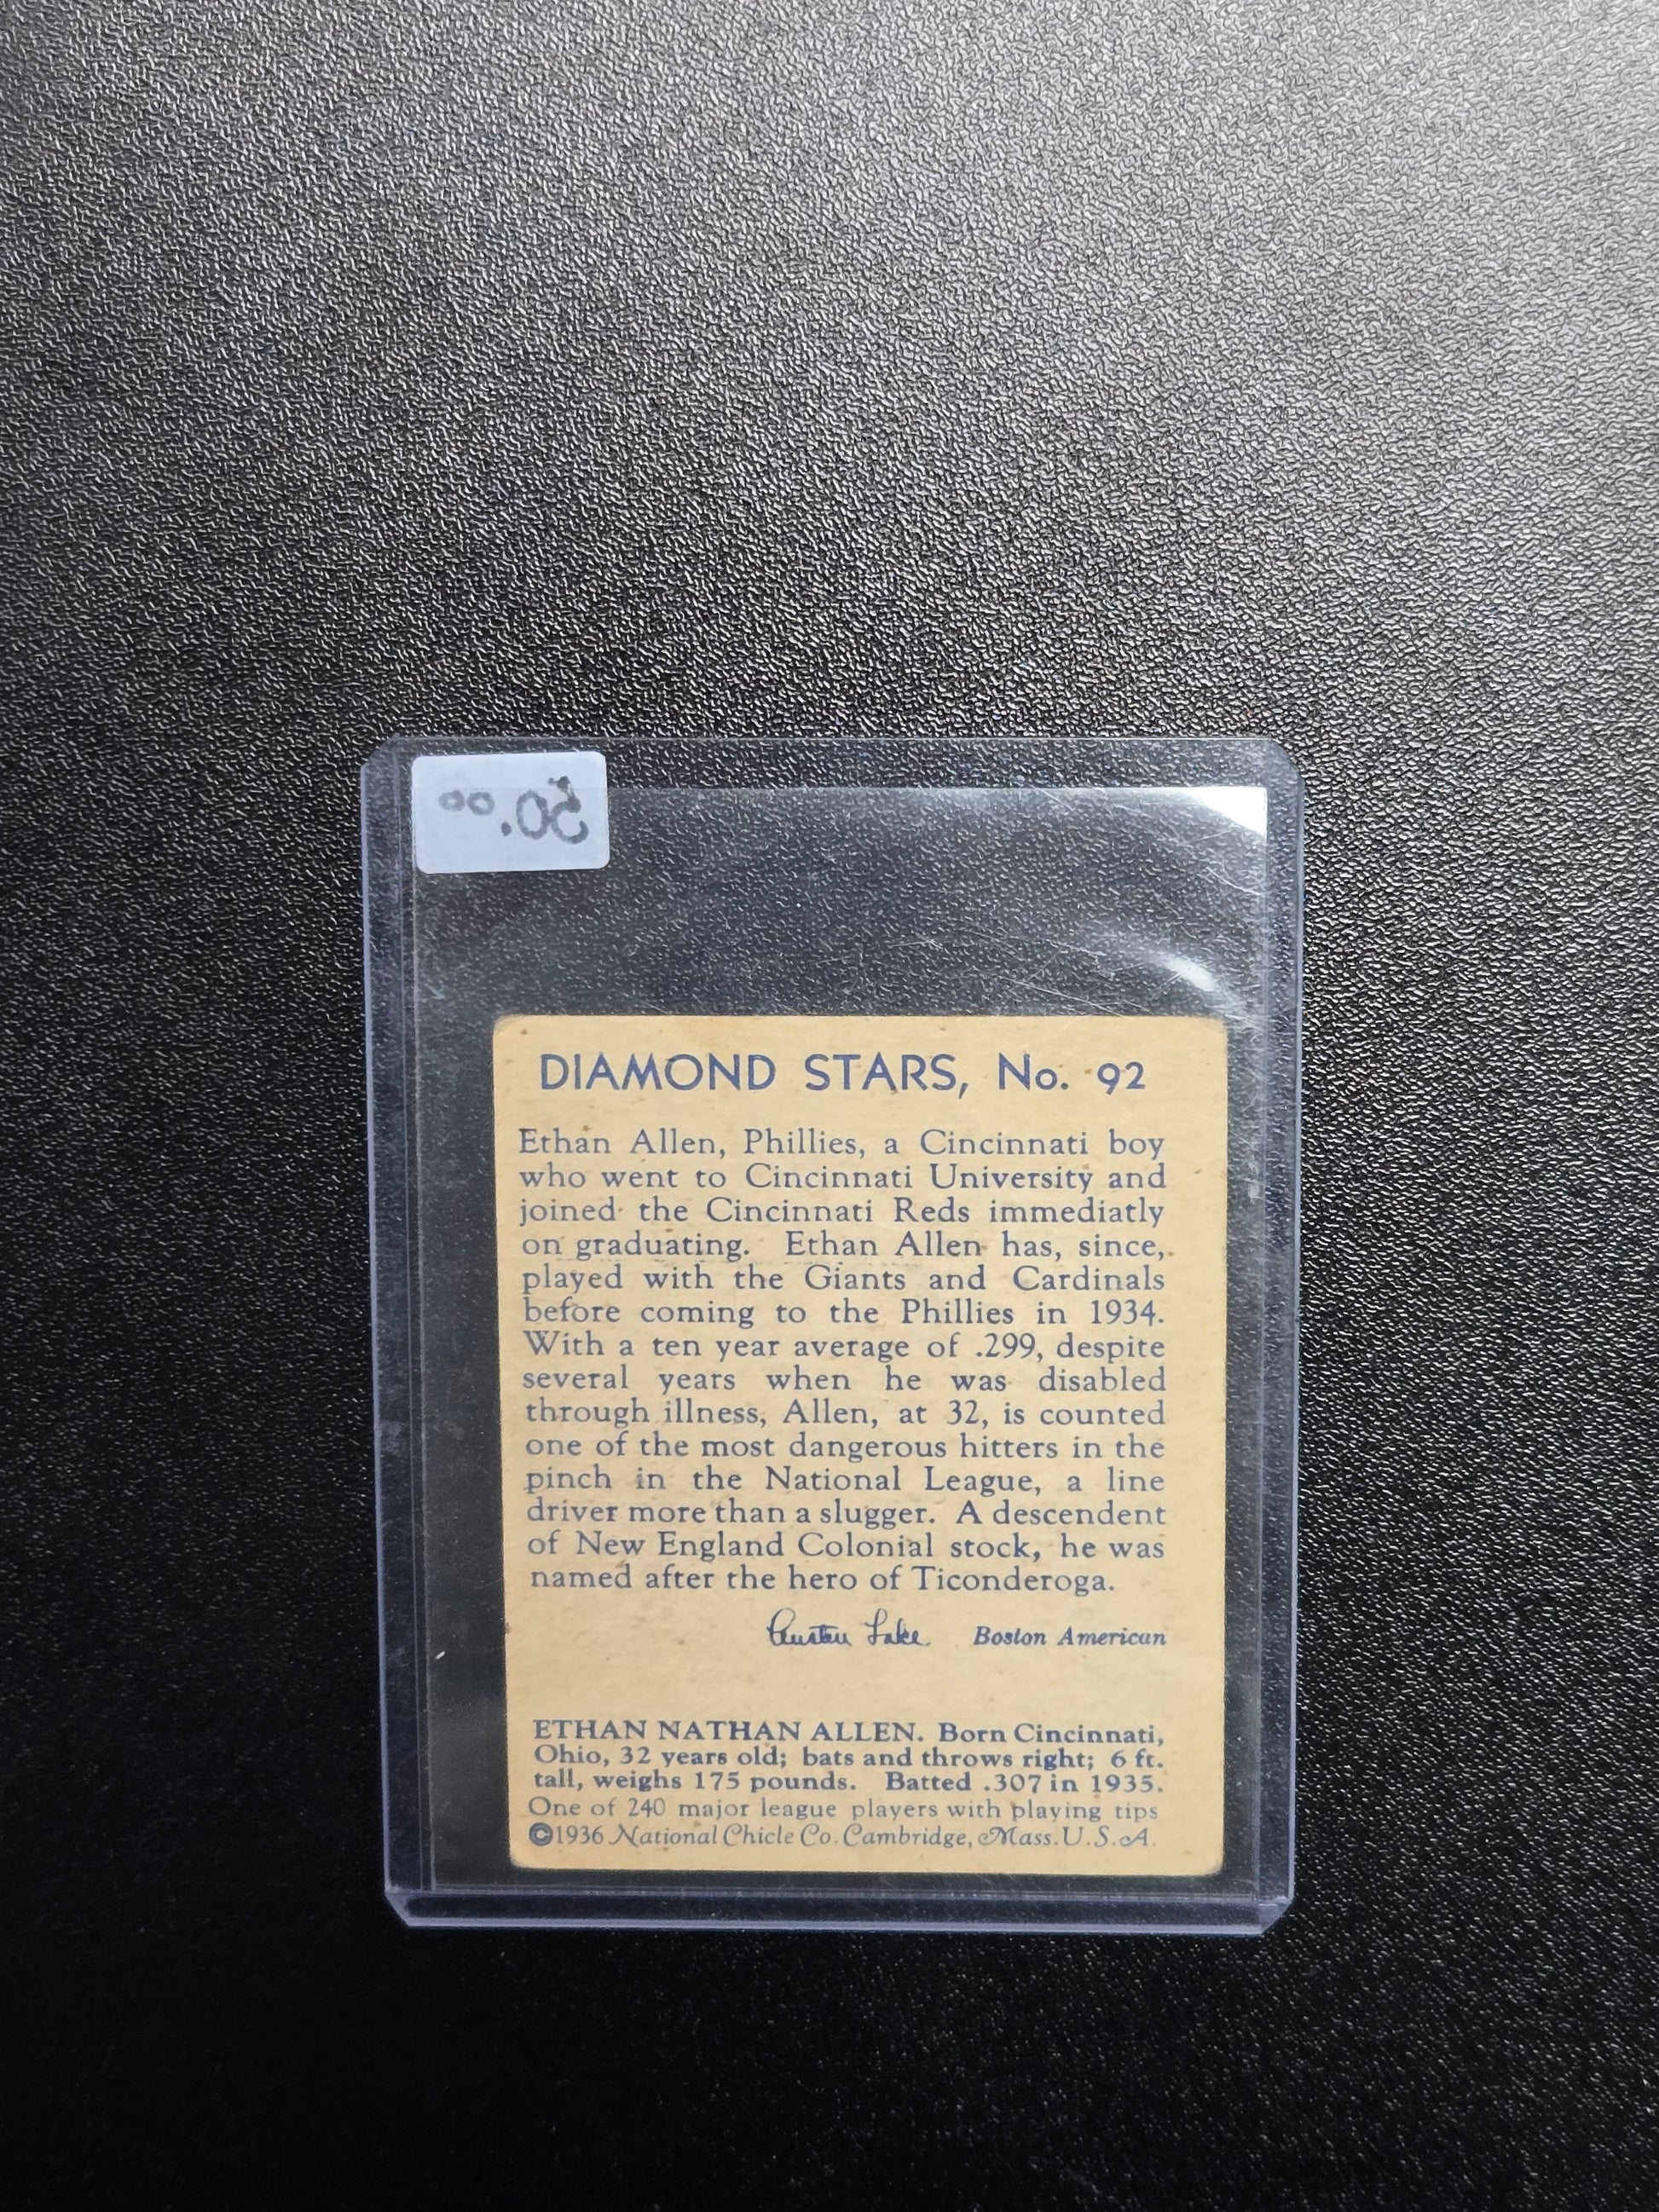 50.00
DIAMOND STARS, No. 92
Ethan Allen, Phillies, a Cincinnati boy
who went to Cincinnati University and
joined the Cincinnati Reds immediatly
on graduating. Ethan Allen has, since,
played with the Giants and Cardinals
before coming to the Phillies in 1934.
With a ten year average of .299, despite
several years when he was disabled
through illness, Allen, at 32, is counted
one of the most dangerous hitters in the
pinch in the National League, a line
driver more than a slugger. A descendent
of New England Colonial stock, he was
named after the hero of Ticonderoga.
Austen Lake. Boston American
ETHAN NATHAN ALLEN. Born Cincinnati,
Ohio, 32 years old; bats and throws right; 6 ft.
tall, weighs 175 pounds. Batted .307 in 1935.
One of 240 major league players with playing tips
©1936 National Chicle Co. Cambridge, Mass. U.S.A.